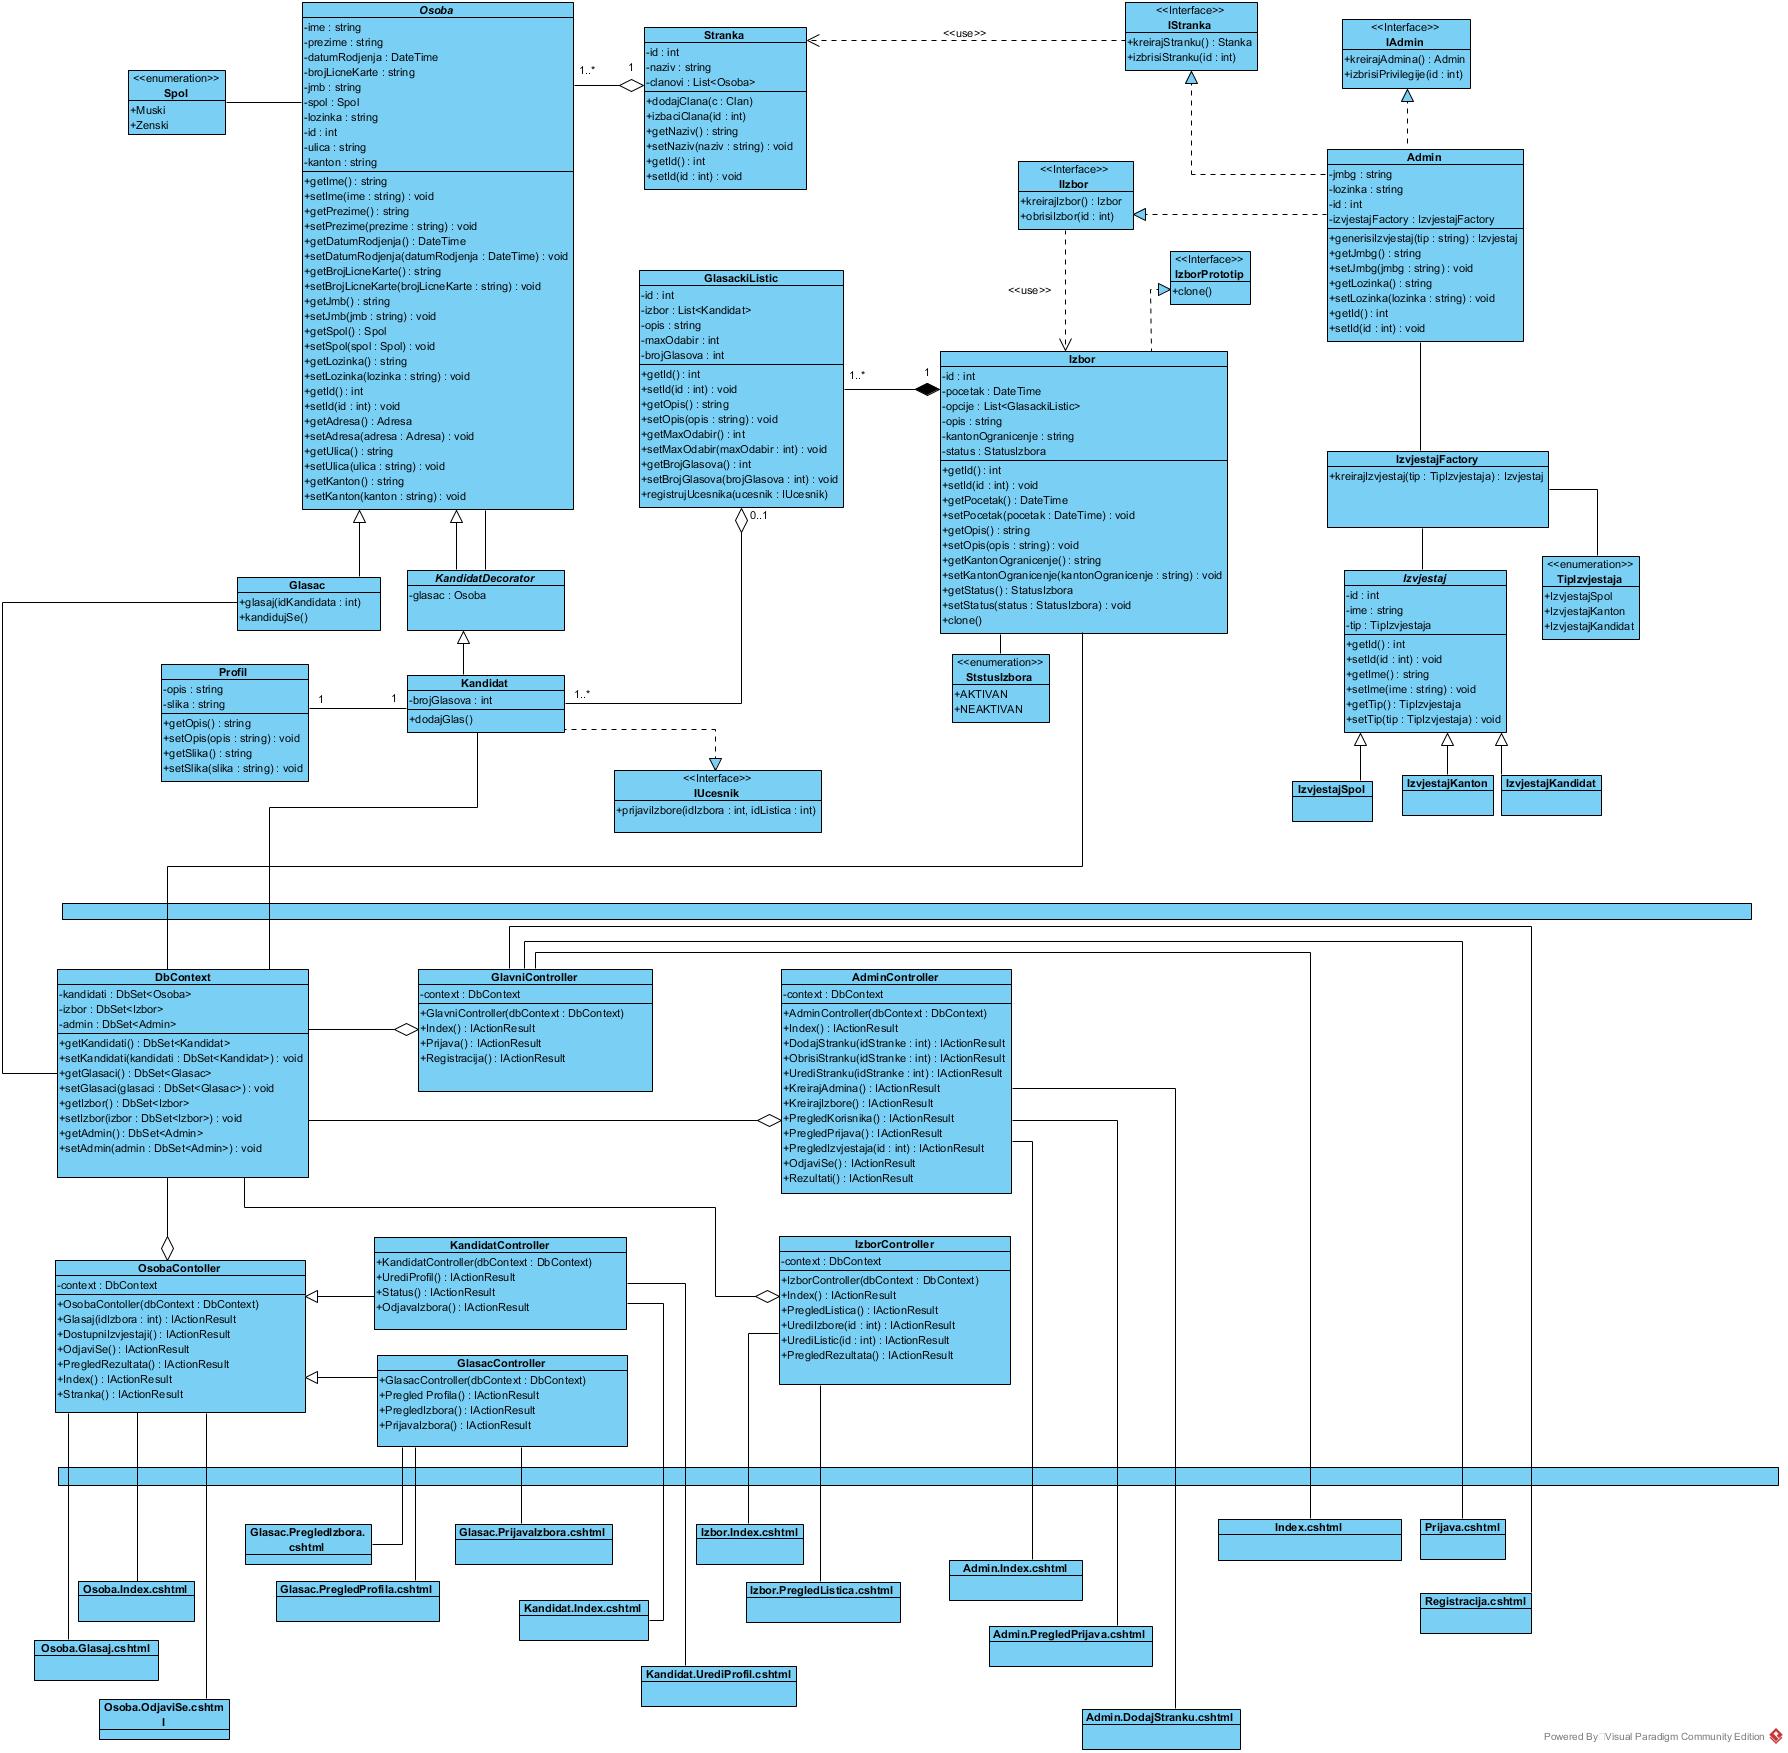 Osoba
-ime : string
-prezime : string
-datumRodjenja : DateTime
-brojLicneKarte : string
-jmb : string
-spol : Spol
-lozinka : string
-id : int
-ulica : string
-kanton : string
+getIme() : string
+setIme(ime : string) : void
+getPrezime() : string
+setPrezime(prezime : string) : void
+getDatumRodjenja() : DateTime
+setDatumRodjenja(datumRodjenja : DateTime) : void
+getBrojLicneKarte() : string
+setBrojLicneKarte(brojLicneKarte : string) : void
+getJmb() : string
+setJmb(jmb : string) : void
+getSpol() : Spol
+setSpol(spol : Spol) : void
+getLozinka() : string
+setLozinka(lozinka : string) : void
+getId() : int
+setId(id : int) : void
+getAdresa() : Adresa
+setAdresa(adresa : Adresa) : void
+getUlica() : string
+setUlica(ulica : string) : void
+getKanton() : string
+setKanton(kanton : string) : void
<<enumeration>>
Spol
+Muski
+Zenski
1..*
1
Stranka
-id : int
-naziv : string
-clanovi : List<Osoba>
+dodajClana(c : Clan)
+izbaciClana(id : int)
+getNaziv() : string
+setNaziv(naziv : string) : void
+getId() : int
+setId(id : int) : void
<<use>>
<<Interface>>
IStranka
+kreirajStranku() : Stanka
+izbrisiStranku(id : int)
<<Interface>>
IAdmin
+kreirajAdmina() : Admin
+izbrisiPrivilegije(id : int)
Admin
-jmbg : string
-lozinka : string
-id : int
-izvjestajFactory : IzvjestajFactory
+generisiIzvjestaj(tip : string) : Izvjestaj
+getJmbg() : string
+setJmbg(jmbg : string) : void
+getLozinka() : string
+setLozinka(lozinka : string) : void
+getId() : int
+setId(id : int) : void
<<Interface>>
IIzbor
+kreirajIzbor() : Izbor
+obrisiIzbor(id : int)
<<use>>
<<Interface>>
IzborPrototip
+clone()
GlasackiListic
-id : int
-izbor : List<Kandidat>
-opis : string
-maxOdabir : int
-brojGlasova : int
+getId() : int
+setId(id : int) : void
+getOpis() : string
+setOpis(opis : string) : void
+getMaxOdabir() : int
+setMaxOdabir(maxOdabir : int) : void
+getBrojGlasova() : int
+setBrojGlasova(brojGlasova : int) : void
+registrujUcesnika(ucesnik : IUcesnik)
1..*
1
0..1
Izbor
-id : int
-pocetak : DateTime
-opcije : List<GlasackiListic>
-opis : string
-kantonOgranicenje : string
-status : StatusIzbora
+getId() : int
+setId(id : int) : void
+getPocetak() : DateTime
+setPocetak(pocetak : DateTime) : void
+getOpis() : string
+setOpis(opis : string) : void
+getKantonOgranicenje() : string
+setKantonOgranicenje(kantonOgranicenje : string) : void
+getStatus() : StatusIzbora
+setStatus(status : StatusIzbora) : void
+clone()
<<enumeration>>
StstusIzbora
+AKTIVAN
+NEAKTIVAN
IzvjestajFactory
+kreirajIzvjestaj(tip : TipIzvjestaja) : Izvjestaj
<<enumeration>>
TipIzvjestaja
+IzvjestajSpol
+IzvjestajKanton
+IzvjestajKandidat
Izvjestaj
-id : int
-ime : string
-tip : TipIzvjestaja
+getId() : int
+setId(id : int) : void
+getIme() : string
+setIme(ime : string) : void
+getTip() : TipIzvjestaja
+setTip(tip : TipIzvjestaja) : void
IzvjestajSpol
IzvjestajKanton
IzvjestajKandidat
Glasac
+glasaj(idKandidata : int)
+kandidujSe()
KandidatDecorator
-glasac : Osoba
Profil
-opis : string
-slika : string
+getOpis() : string
+setOpis(opis : string) : void
+getSlika() : string
+setSlika(slika : string) : void
1
1
Kandidat
-brojGlasova : int
+dodajGlas()
1..*
<<Interface>>
IUcesnik
+prijaviIzbore(idIzbora : int, idListica : int)
DbContext
-kandidati : DbSet<Osoba>
-izbor : DbSet<Izbor>
-admin : DbSet<Admin>
+getKandidati() : DbSet<Kandidat>
+setKandidati(kandidati : DbSet<Kandidat>) : void
+getGlasaci() : DbSet<Glasac>
+setGlasaci(glasaci : DbSet<Glasac>) : void
+getIzbor() : DbSet<Izbor>
+setIzbor(izbor : DbSet<Izbor>) : void
+getAdmin() : DbSet<Admin>
+setAdmin(admin : DbSet<Admin>) : void
GlavniController
-context : DbContext
+GlavniController(dbContext : DbContext)
+Index() : IActionResult
+Prijava() : IActionResult
+Registracija() : IActionResult
AdminController
-context : DbContext
+AdminController(dbContext : DbContext)
+Index() : IActionResult
+DodajStranku(idStranke : int) : IActionResult
+ObrisiStranku(idStranke : int) : IActionResult
+UrediStranku(idStranke : int) : IActionResult
+KreirajAdmina() : IActionResult
+KreirajIzbore() : IActionResult
+PregledKorisnika() : IActionResult
+PregledPrijava() : IActionResult
+PregledIzvjestaja(id : int) : IActionResult
+OdjaviSe() : IActionResult
+Rezultati() : IActionResult
OsobaContoller
-context : DbContext
+OsobaContoller(dbContext : DbContext)
+Glasaj(idIzbora : int) : IActionResult
+DostupniIzvjestaji() : IActionResult
+OdjaviSe() : IActionResult
+PregledRezultata() : IActionResult
+Index() : IActionResult
+Stranka() : IActionResult
KandidatController
+KandidatController(dbContext : DbContext)
+UrediProfil() : IActionResult
+Status() : IActionResult
+OdjavaIzbora() : IActionResult
GlasacController
+GlasacController(dbContext : DbContext)
+Pregled Profila() : IActionResult
+PregledIzbora() : IActionResult
+PrijavaIzbora() : IActionResult
IzborController
-context : DbContext
+IzborController(dbContext : DbContext)
+Index() : IActionResult
+PregledListica() : IActionResult
+UrediIzbore(id : int) : IActionResult
+UrediListic(id : int) : IActionResult
+PregledRezultata() : IActionResult
Glasac.PregledIzbora.
cshtml
Glasac.PrijavaIzbora.cshtml
Izbor.Index.cshtml
Index.cshtml
Prijava.cshtml
Admin.Index.cshtml
Osoba.Index.cshtml
Glasac.PregledProfila.cshtml
Izbor.PregledListica.cshtml
Kandidat.Index.cshtml
Registracija.cshtml
Osoba.Glasaj.cshtml
Admin.PregledPrijava.cshtml
Kandidat.UrediProfil.cshtml
Osoba.OdjaviSe.cshtm
l
Admin.DodajStranku.cshtml
Powered By Visual Paradigm Community Edition